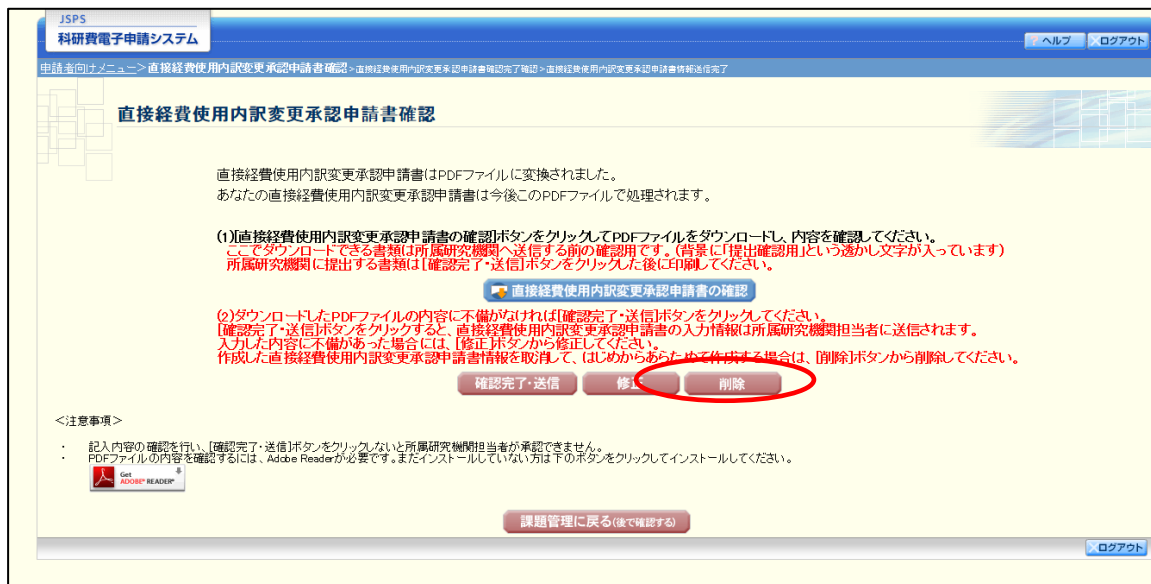 JSPS
科研費電子申請システム
ヘルプ
ログアウト
申請者向けメニュー＞直接経費使用内訳変更承認申請書確認＞直接経費使用内訳変更承認申請書確認完了確認＞直接経費使用内訳変更承認申請書情報送信完了
直接経費使用内訳変更承認申請書確認
直接経費使用内訳変更承認申請書はPDFファイルに変換されました。
あなたの直接経費使用内訳変更承認申請書は今後このPDFファイルで処理されます。
(1)[直接経費使用内訳変更承認申請書の確認]ボタンをクリックしてPDFファイルをダウンロードし、内容を確認してください。
ここでダウンロードできる書類は所属研究機関へ送信する前の確認用です。(背景に「提出確認用」という透かし文字が入っています)
所属研究機関に提出する書類は[確認完了・送信]ボタンをクリックした後に印刷してください。
直接経費使用内訳変更承認申請書の確認
(2)ダウンロードしたPDFファイルの内容に不備がなければ[確認完了・送信]ボタンをクリックしてください。
[確認完了・送信]ボタンをクリックすると、直接経費使用内訳変更承認申請書の入力情報は所属研究機関担当者に送信されます。
入力した内容に不備があった場合には、[修正]ボタンから修正してください。
作成した直接経費使用内訳変更承認申請書情報を取消して、はじめからあらためて作成する場合は、[削除]ボタンから削除してください。
確認完了・送信
修正
削除
＜注意事項＞
・ 記入内容の確認を行い、[確認完了・送信]ボタンをクリックしないと所属研究機関担当者が承認できません。
・ PDFファイルの内容を確認するには、Adobe Readerが必要です。まだインストールしていない方は下のボタンをクリックしてインストールしてください。
Get
ADOBE® READER®
課題管理に戻る(後で確認する)
ログアウト